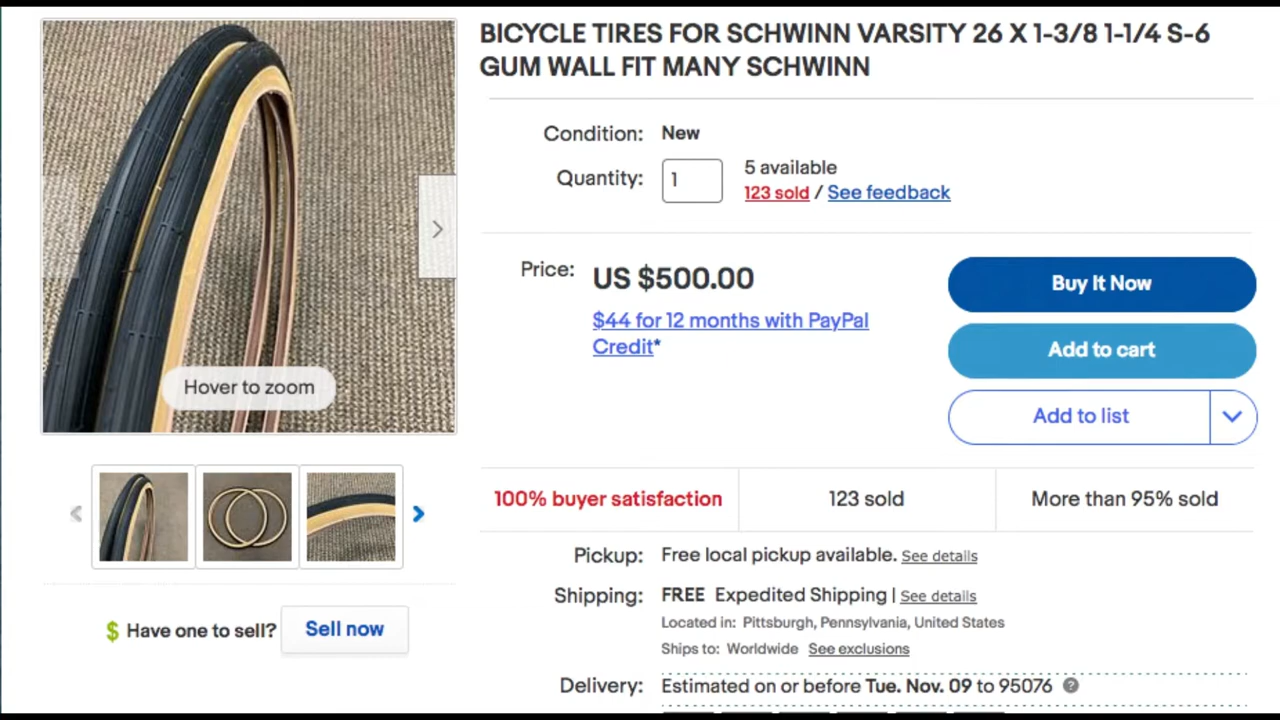 BICYCLE TIRES FOR SCHWINN VARSITY 26 X 1-3/8 1-1/4 S-6
GUM WALL FIT MANY SCHWINN
Condition: New
Quantity: 1
5 available
123 sold / See feedback
Price: US $500.00
$44 for 12 months with PayPal
Credit*
Buy It Now
Add to cart
Add to list
Hover to zoom
100% buyer satisfaction
123 sold
More than 95% sold
Pickup: Free local pickup available. See details
Shipping: FREE Expedited Shipping | See details
Located in: Pittsburgh, Pennsylvania, United States
Ships to: Worldwide See exclusions
Delivery: Estimated on or before Tue. Nov. 09 to 95076 ?
$ Have one to sell? Sell now